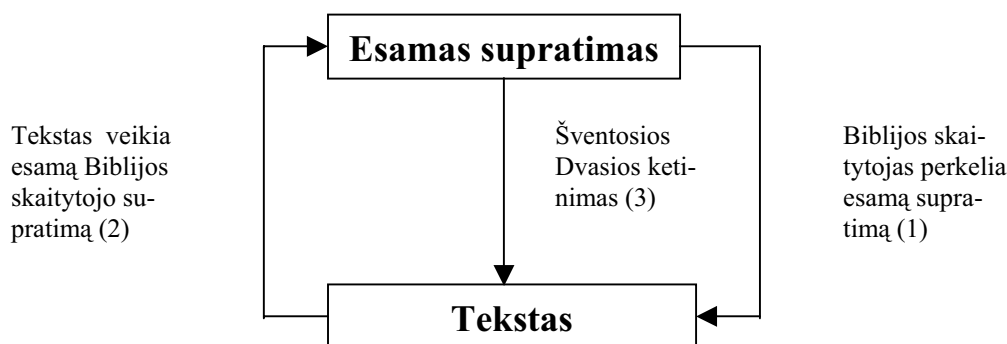 Esamas supratimas
Tekstas veikia
esamą Biblijos
skaitytojo su-
pratimą (2)
Šventosios
Dvasios keti-
nimas (3)
Biblijos skai-
tytojas perkelia
esamą supra-
timą (1)
Tekstas